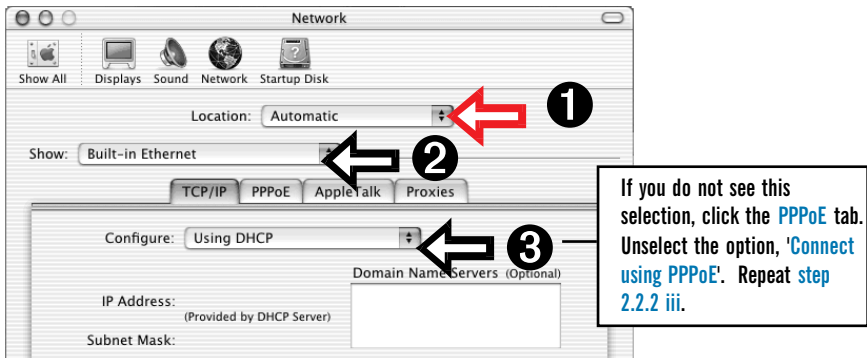 Network
Show All Displays Sound Network Startup Disk
Location: Automatic
1
Show: Built-in Ethernet
2
TCP/IP PPPoE AppleTalk Proxies
Configure: Using DHCP
3
If you do not see this
selection, click the PPPoE tab.
Unselect the option, 'Connect
using PPPoE'. Repeat step
2.2.2 iii.
Domain Name Servers (Optional)
IP Address:
(Provided by DHCP Server)
Subnet Mask: